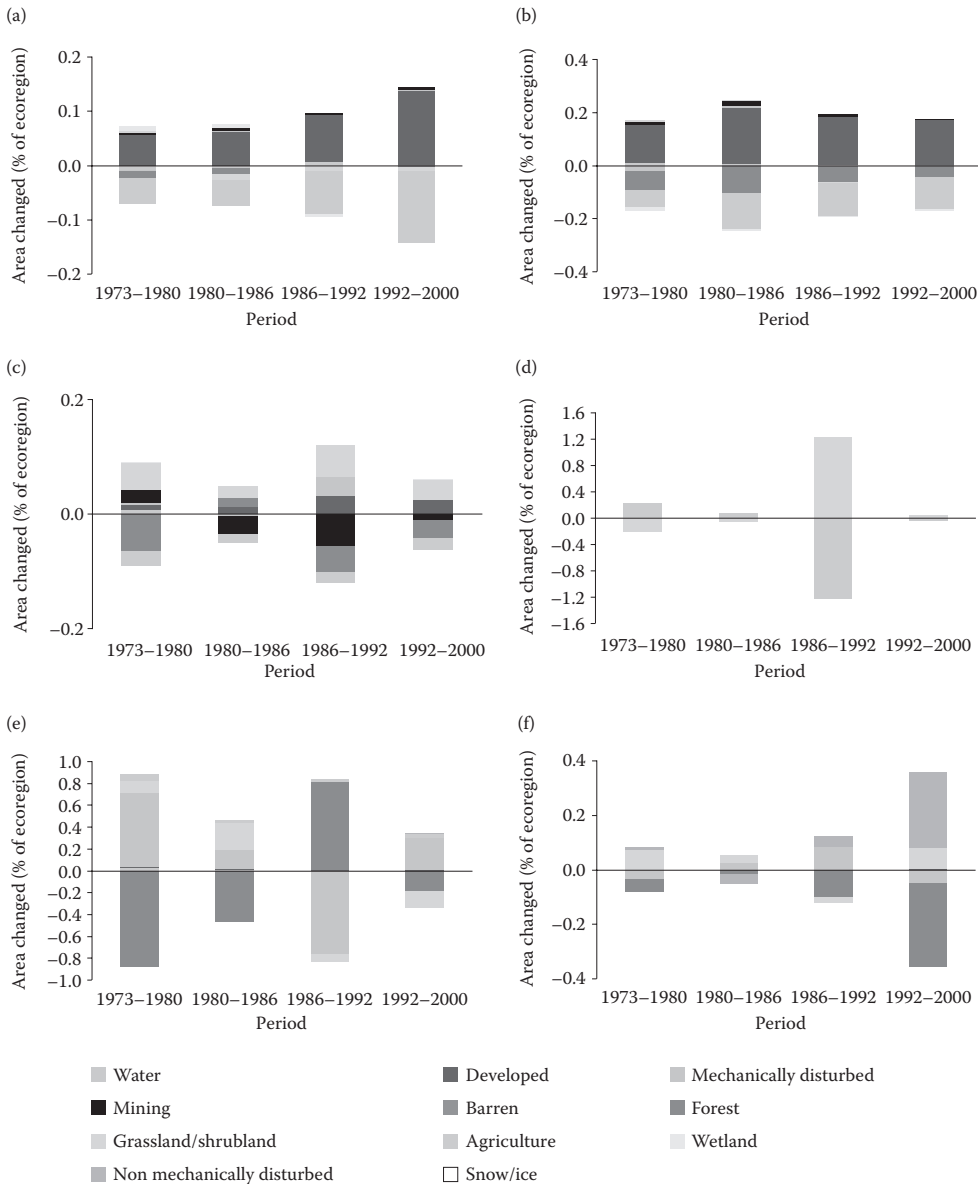 (a)
Area changed (% of ecoregion)
0.2
0.1
0.0
−0.1
−0.2
1973–1980 1980–1986 1986–1992 1992–2000
Period
(b)
Area changed (% of ecoregion)
0.4
0.2
0.0
−0.2
−0.4
1973–1980 1980–1986 1986–1992 1992–2000
Period
(c)
Area changed (% of ecoregion)
0.2
0.0
−0.2
1973–1980 1980–1986 1986–1992 1992–2000
Period
(d)
Area changed (% of ecoregion)
1.6
1.2
0.8
0.4
0.0
−0.4
−0.8
−1.2
−1.6
1973–1980 1980–1986 1986–1992 1992–2000
Period
(e)
Area changed (% of ecoregion)
1.0
0.8
0.6
0.4
0.2
0.0
−0.2
−0.4
−0.6
−0.8
−1.0
1973–1980 1980–1986 1986–1992 1992–2000
Period
(f)
Area changed (% of ecoregion)
0.4
0.2
0.0
−0.2
−0.4
1973–1980 1980–1986 1986–1992 1992–2000
Period
Water Developed Mechanically disturbed
Mining Barren Forest
Grassland/shrubland Agriculture Wetland
Non mechanically disturbed Snow/ice